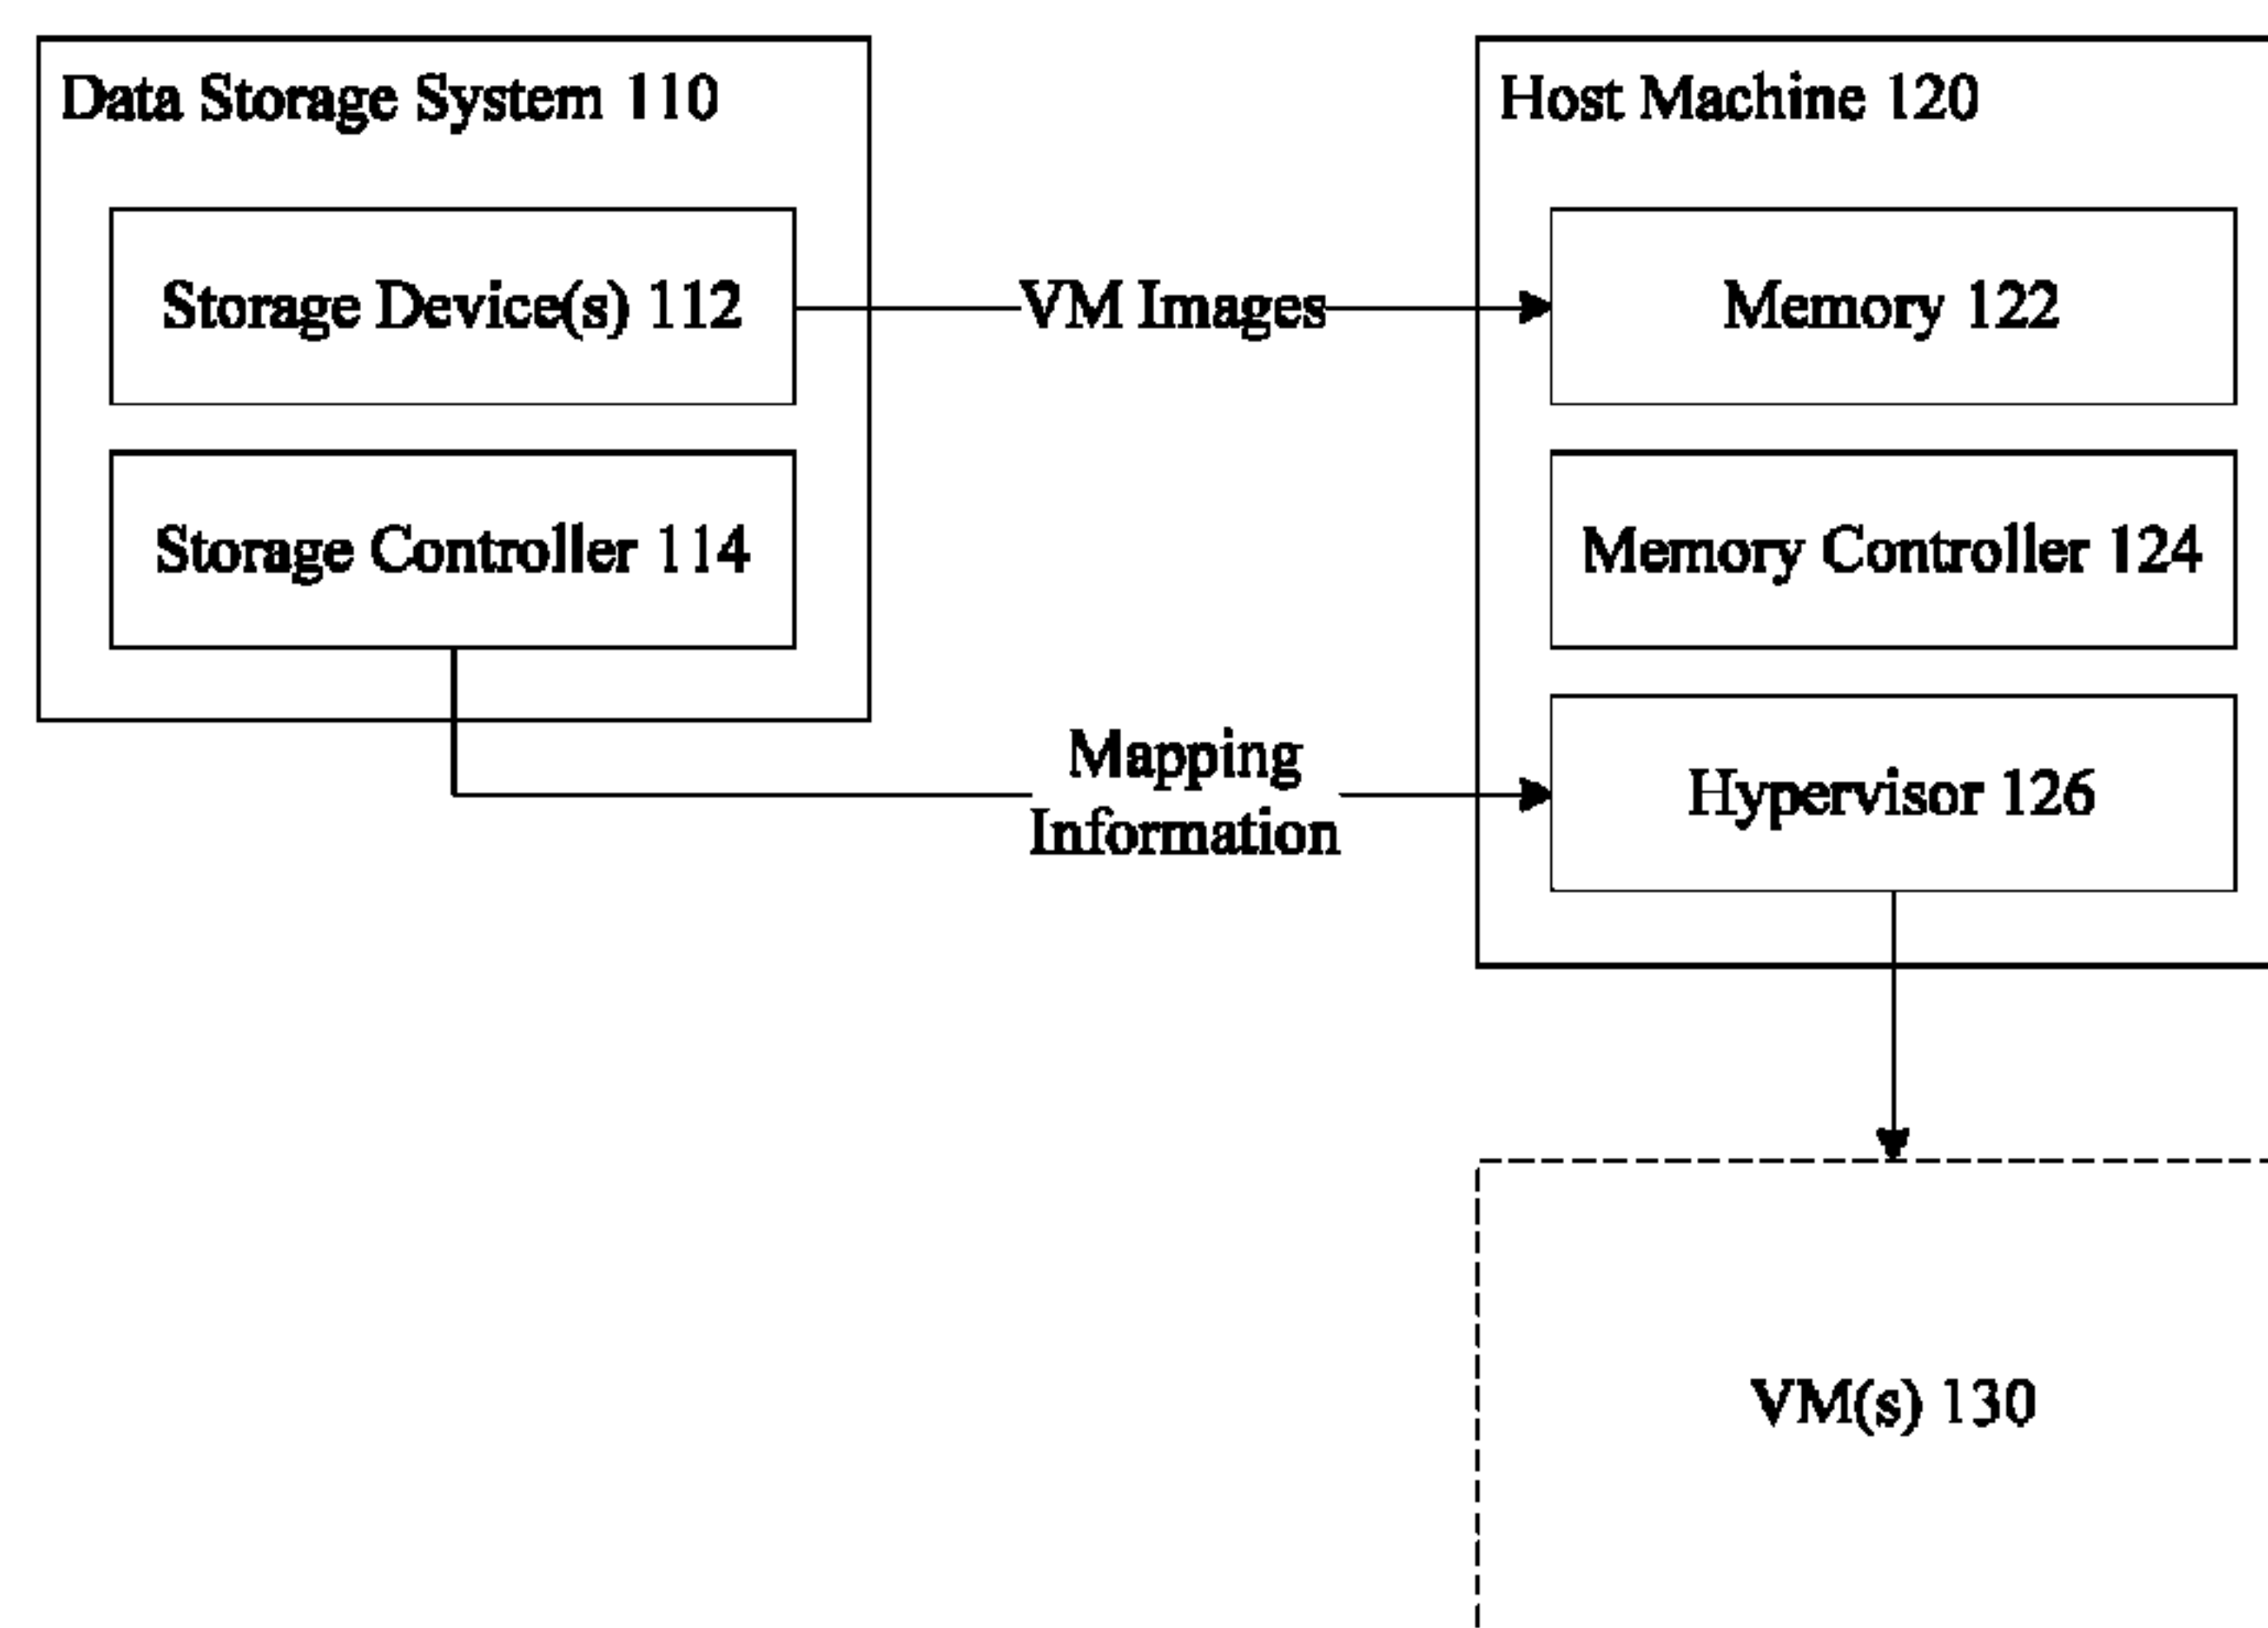 Data Storage System 110
Storage Device(s) 112
Storage Controller 114
VM Images
Mapping
Information
Host Machine 120
Memory 122
Memory Controller 124
Hypervisor 126
VM(s) 130